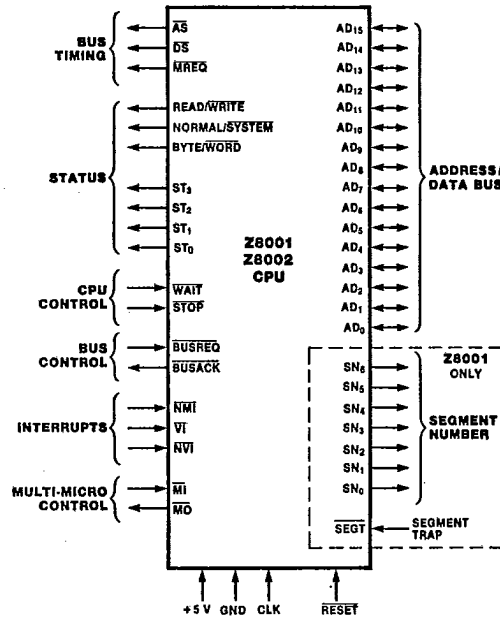 BUS
TIMING
AS
DS
MREQ
STATUS
READ/WRITE
NORMAL/SYSTEM
BYTE/WORD
ST3
ST2
ST1
ST0
CPU
CONTROL
WAIT
STOP
BUS
CONTROL
BUSREQ
BUSACK
INTERRUPTS
NMI
VI
NVI
MULTI-MICRO
CONTROL
MI
MO
Z8001
Z8002
CPU
AD15
AD14
AD13
AD12
AD11
AD10
AD9
AD8
AD7
AD6
AD5
AD4
AD3
AD2
AD1
AD0
ADDRESS/
DATA BUS
Z8001
ONLY
SN6
SN5
SN4
SN3
SN2
SN1
SN0
SEGMENT
NUMBER
SEGT
SEGMENT
TRAP
+5 V GND CLK RESET